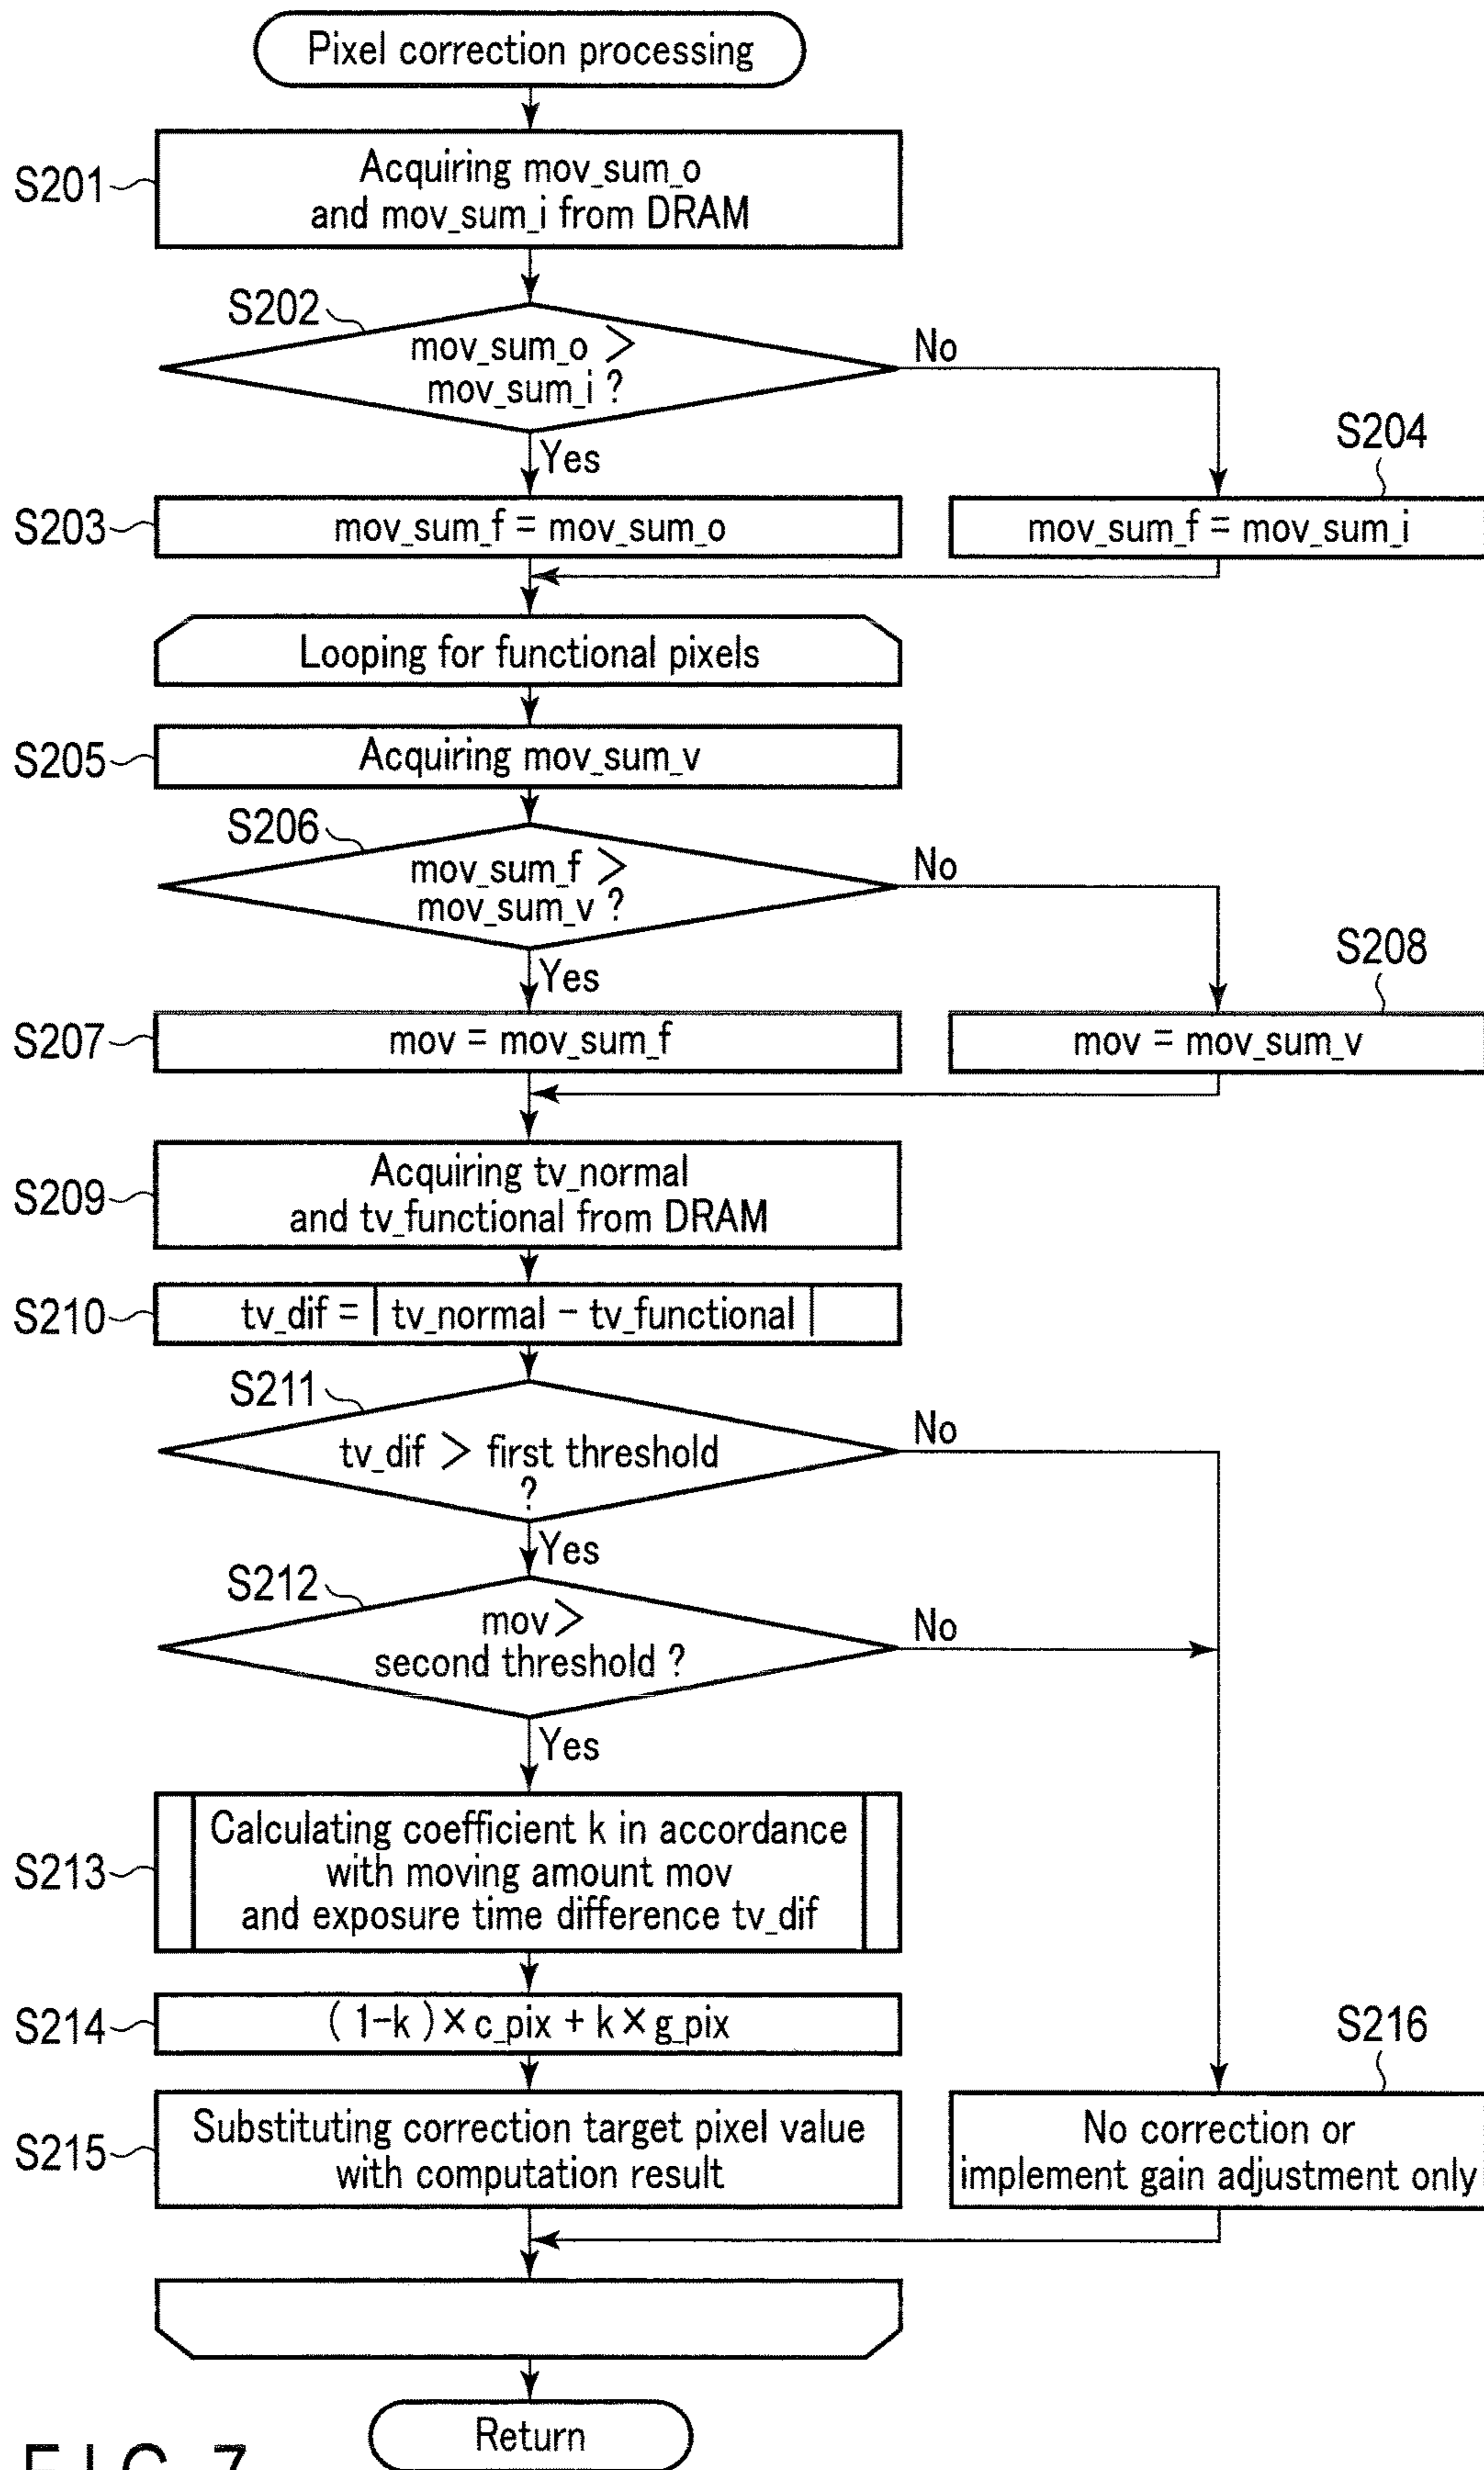 Pixel correction processing
S201
Acquiring mov_sum_o
and mov_sum_i from DRAM
S202
mov_sum_o >
mov_sum_i ?
No
Yes
S203
mov_sum_f = mov_sum_o
S204
mov_sum_f = mov_sum_i
Looping for functional pixels
S205
Acquiring mov_sum_v
S206
mov_sum_f >
mov_sum_v ?
No
Yes
S207
mov = mov_sum_f
S208
mov = mov_sum_v
S209
Acquiring tv_normal
and tv_functional from DRAM
S210
tv_dif = | tv_normal - tv_functional |
S211
tv_dif > first threshold
?
No
Yes
S212
mov >
second threshold ?
No
Yes
S213
Calculating coefficient k in accordance
with moving amount mov
and exposure time difference tv_dif
S214
( 1-k ) × c_pix + k × g_pix
S215
Substituting correction target pixel value
with computation result
S216
No correction or
implement gain adjustment only
Return
FIG. 7